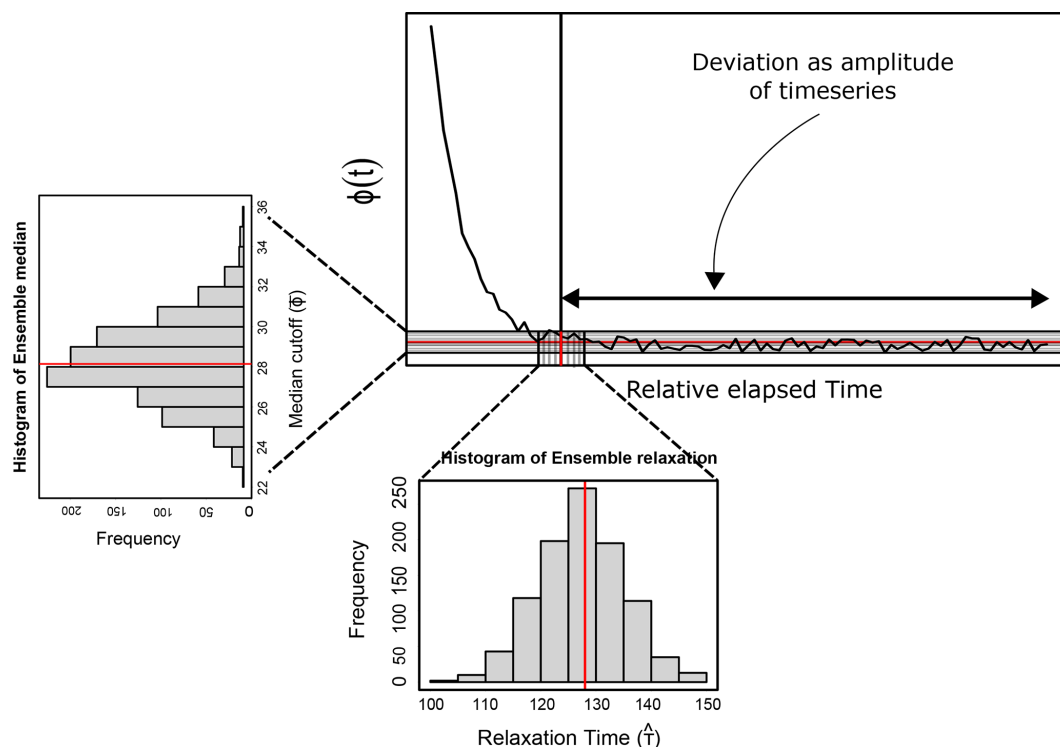 Deviation as amplitude
of timeseries
ϕ(t)
Relative elapsed Time
Histogram of Ensemble median
Median cutoff (ϕ̄)
36
34
32
30
28
26
24
22
200
150
100
50
0
Frequency
Histogram of Ensemble relaxation
Frequency
250
200
150
100
50
0
100 110 120 130 140 150
Relaxation Time (T̂)